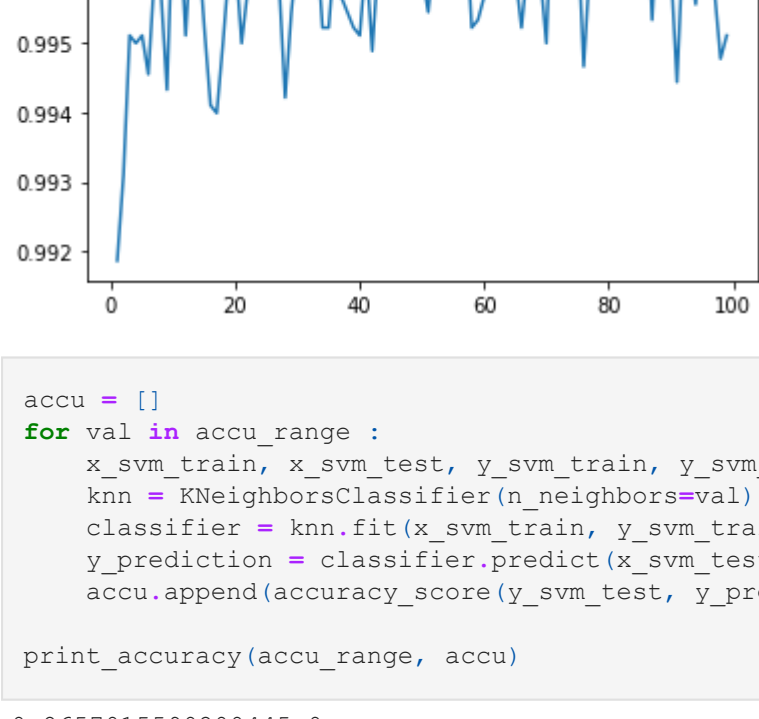 0.995
0.994
0.993
0.992
0 20 40 60 80 100
accu = []
for val in accu_range :
    x_svm_train, x_svm_test, y_svm_train, y_svm
    knn = KNeighborsClassifier(n_neighbors=val)
    classifier = knn.fit(x_svm_train, y_svm_tra
    y_prediction = classifier.predict(x_svm_tes
    accu.append(accuracy_score(y_svm_test, y_pr
print_accuracy(accu_range, accu)